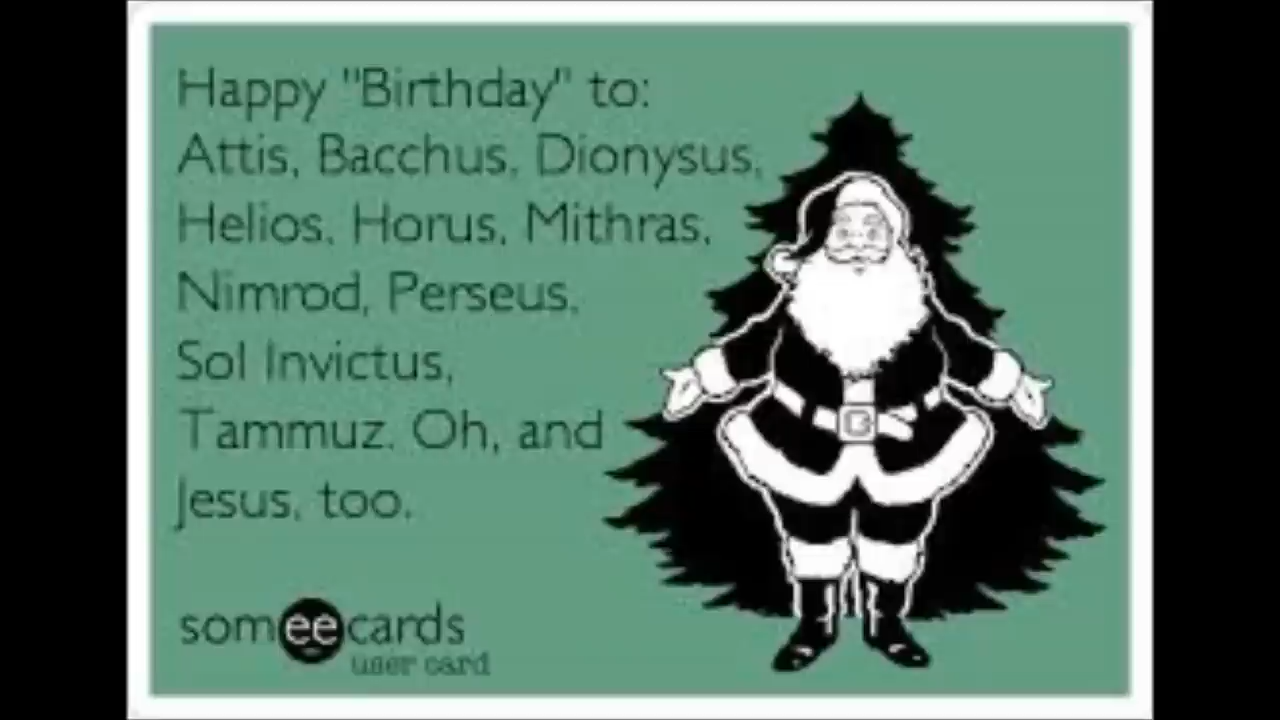 Happy "Birthday" to:
Attis, Bacchus, Dionysus,
Helios, Horus, Mithras,
Nimrod, Perseus,
Sol Invictus,
Tammuz. Oh, and
Jesus, too.
someecards
user card